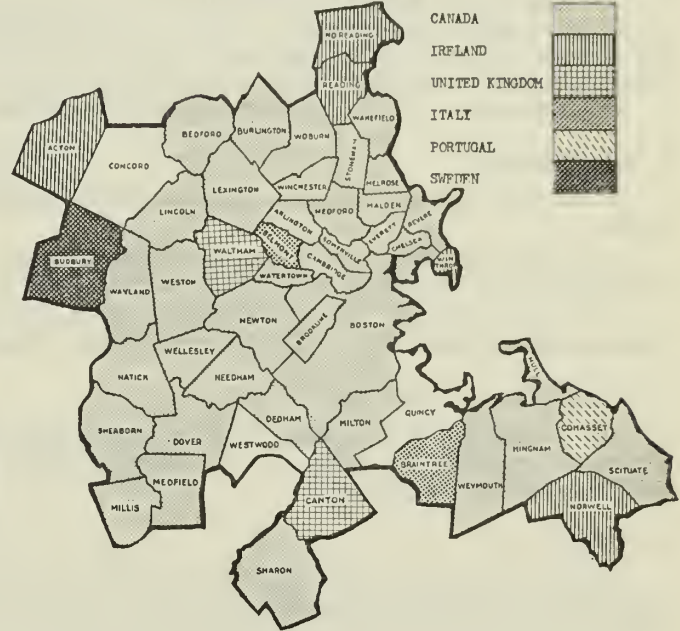 CANADA
IRELAND
UNITED KINGDOM
ITALY
PORTUGAL
SWEDEN
NO READING
READING
WAKEFIELD
BURLINGTON
BEDFORD
WOBURN
STONEHAM
ACTON
CONCORD
LEXINGTON
WINCHESTER
MELROSE
LINCOLN
ARLINGTON
MEDFORD
MALDEN
REVERE
EVERETT
CHELSEA
WINTHROP
SUDBURY
WALTHAM
BELMONT
SOMERVILLE
CAMBRIDGE
WATERTOWN
WAYLAND
WESTON
NEWTON
BROOKLINE
BOSTON
WELLESLEY
NATICK
NEEDHAM
HULL
SHERBORN
DOVER
DEDHAM
WESTWOOD
MILTON
QUINCY
COHASSET
HINGHAM
BRAINTREE
WEYMOUTH
SCITUATE
MEDFIELD
MILLIS
CANTON
NORWELL
SHARON